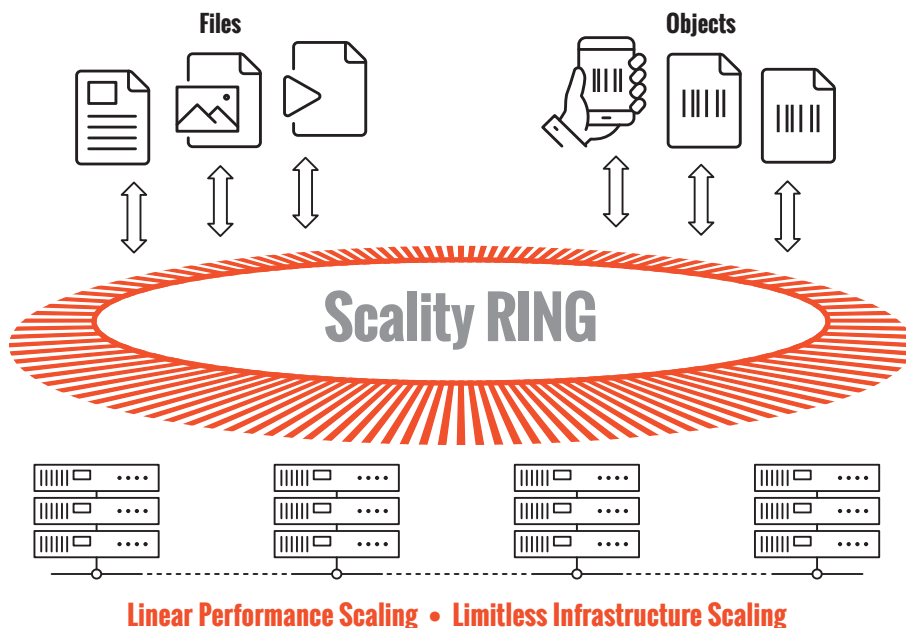 Files
Objects
Scality RING
Linear Performance Scaling • Limitless Infrastructure Scaling